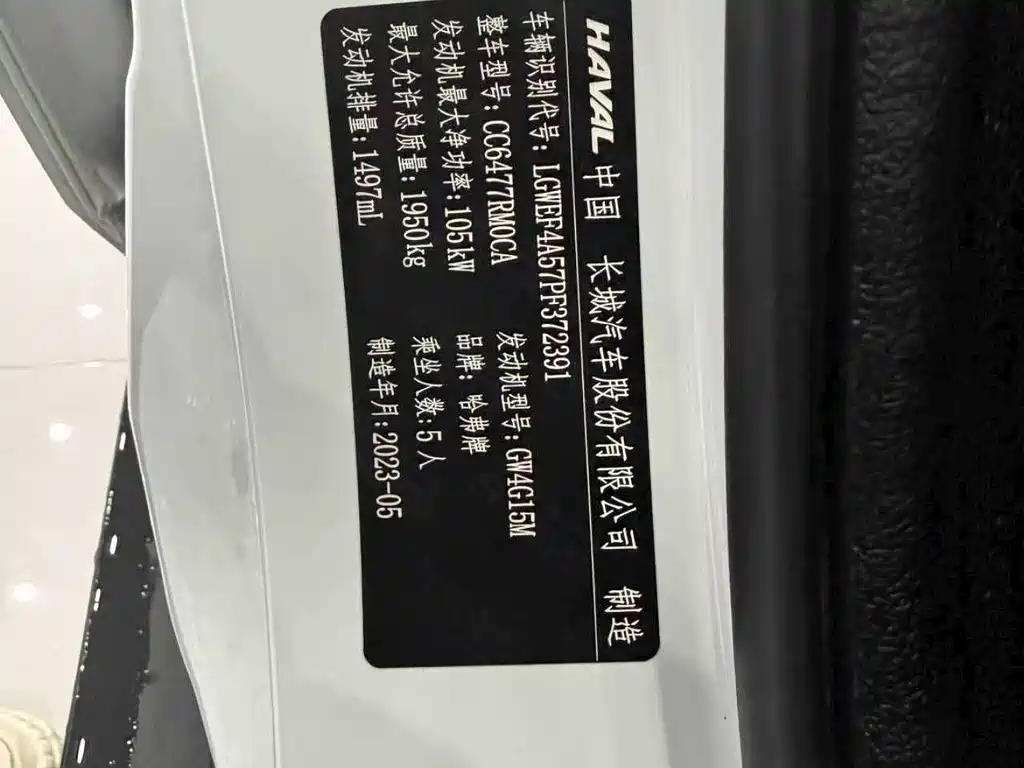 HAVAL 中国 长城汽车股份有限公司 制造
车辆识别代号:LGWEF4A57PF372391
整车型号:CC6477RM0CA 发动机型号:GW4G15M
发动机最大净功率:105kW 品牌:哈弗牌
最大允许总质量:1950kg 乘坐人数:5人
发动机排量:1497mL 制造年月:2023-05